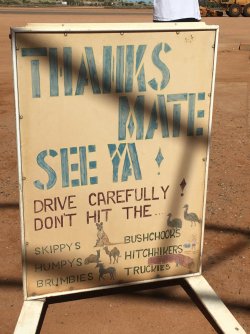 THANKS
MATE
SEE YA!
DRIVE CAREFULLY!
DON'T HIT THE...
SKIPPYS BUSHCHOOKS
HUMPYS HITCHHIKERS
BRUMBIES TRUCKIES